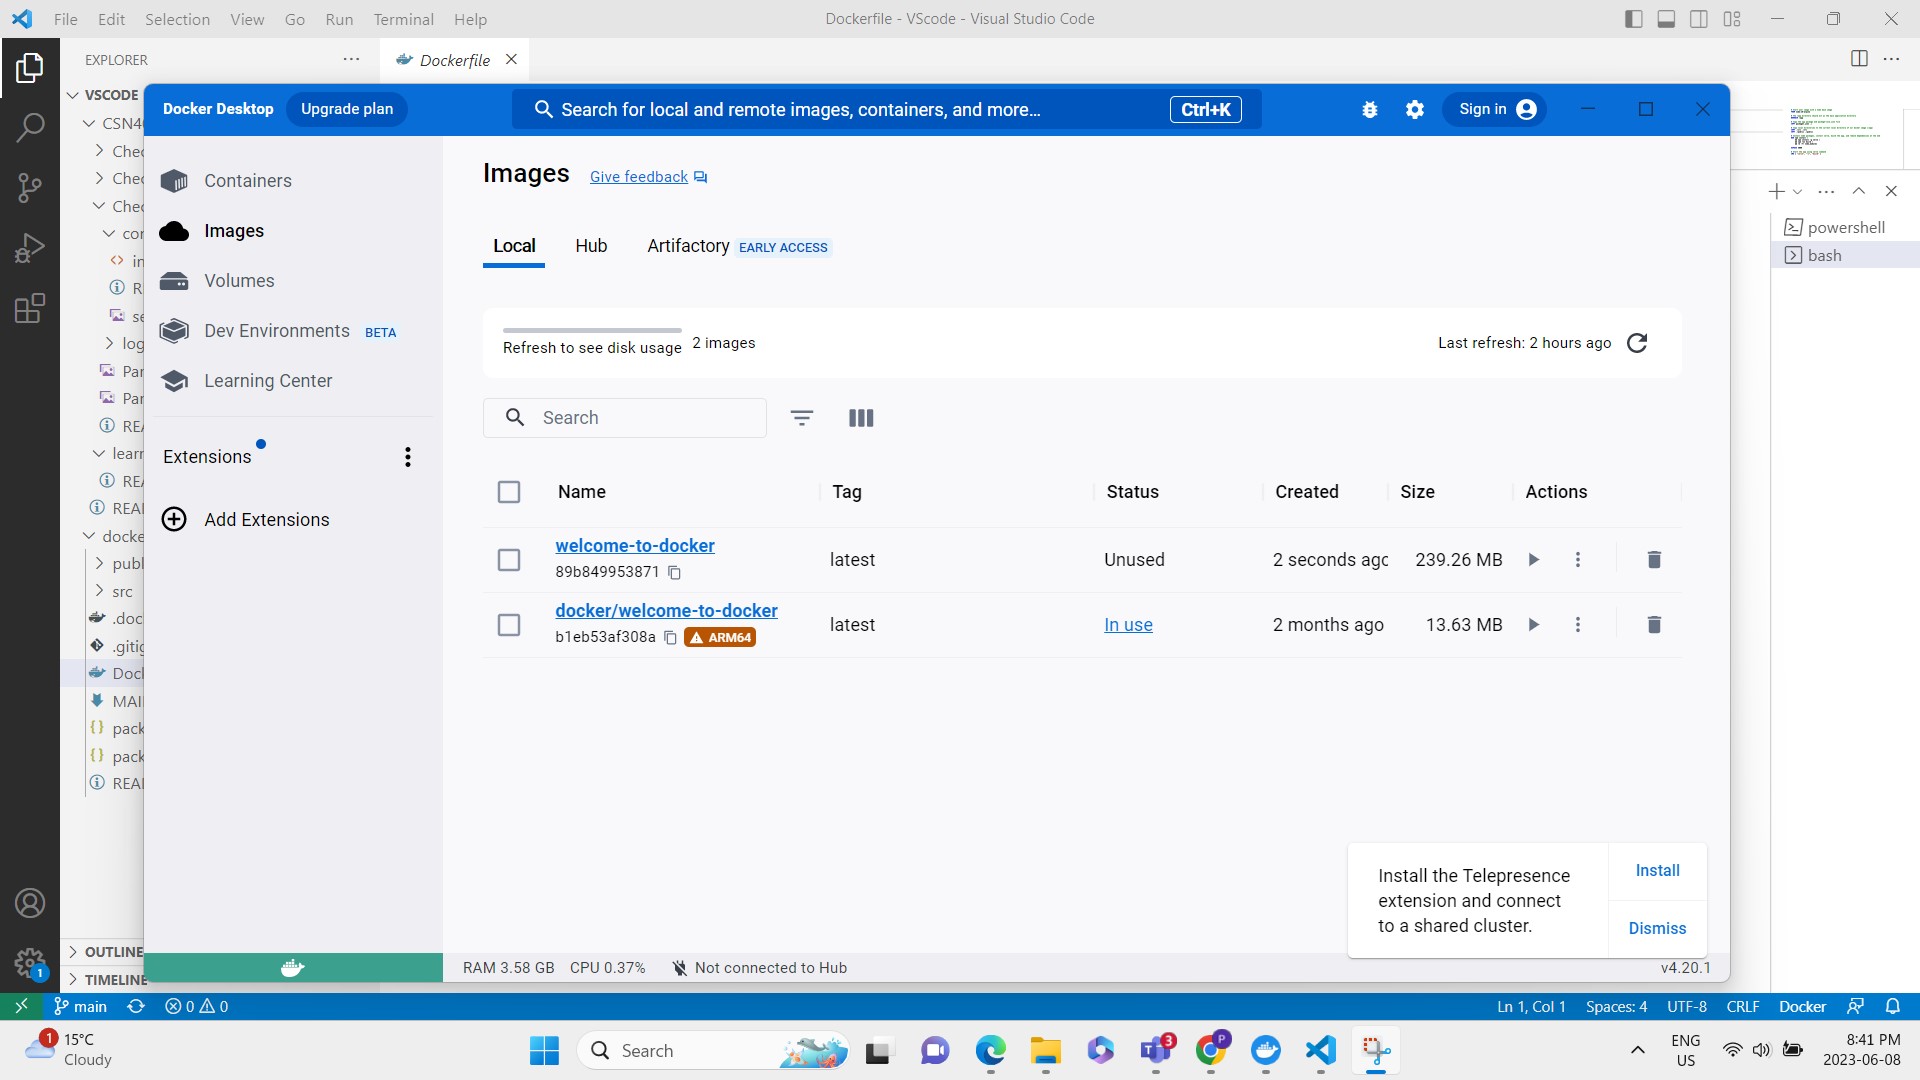 File Edit Selection View Go Run Terminal Help
Dockerfile - VScode - Visual Studio Code
EXPLORER
Dockerfile
VSCODE
Docker Desktop
Upgrade plan
Search for local and remote images, containers, and more...
Ctrl+K
Sign in
Containers
Images
Volumes
Dev Environments BETA
Learning Center
Extensions
Add Extensions
Images
Give feedback
Local
Hub
Artifactory EARLY ACCESS
Refresh to see disk usage
2 images
Last refresh: 2 hours ago
Search
Name Tag Status Created Size Actions
welcome-to-docker
89b849953871
latest
Unused
2 seconds agc
239.26 MB
docker/welcome-to-docker
b1eb53af308a
ARM64
latest
In use
2 months ago
13.63 MB
Install the Telepresence
extension and connect
to a shared cluster.
Install
Dismiss
RAM 3.58 GB CPU 0.37% Not connected to Hub
v4.20.1
powershell
bash
CSN4
Chec
Chec
Chec
cor
in
R
se
log
Par
Par
REA
learr
REA
REA
docke
publ
src
.doc
.gitig
Docl
MAI
pack
pack
REA
OUTLINE
TIMELINE
1
main
0
0
Ln 1, Col 1
Spaces: 4
UTF-8
CRLF
Docker
1
15°C
Cloudy
Search
3
P
ENG
US
8:41 PM
2023-06-08